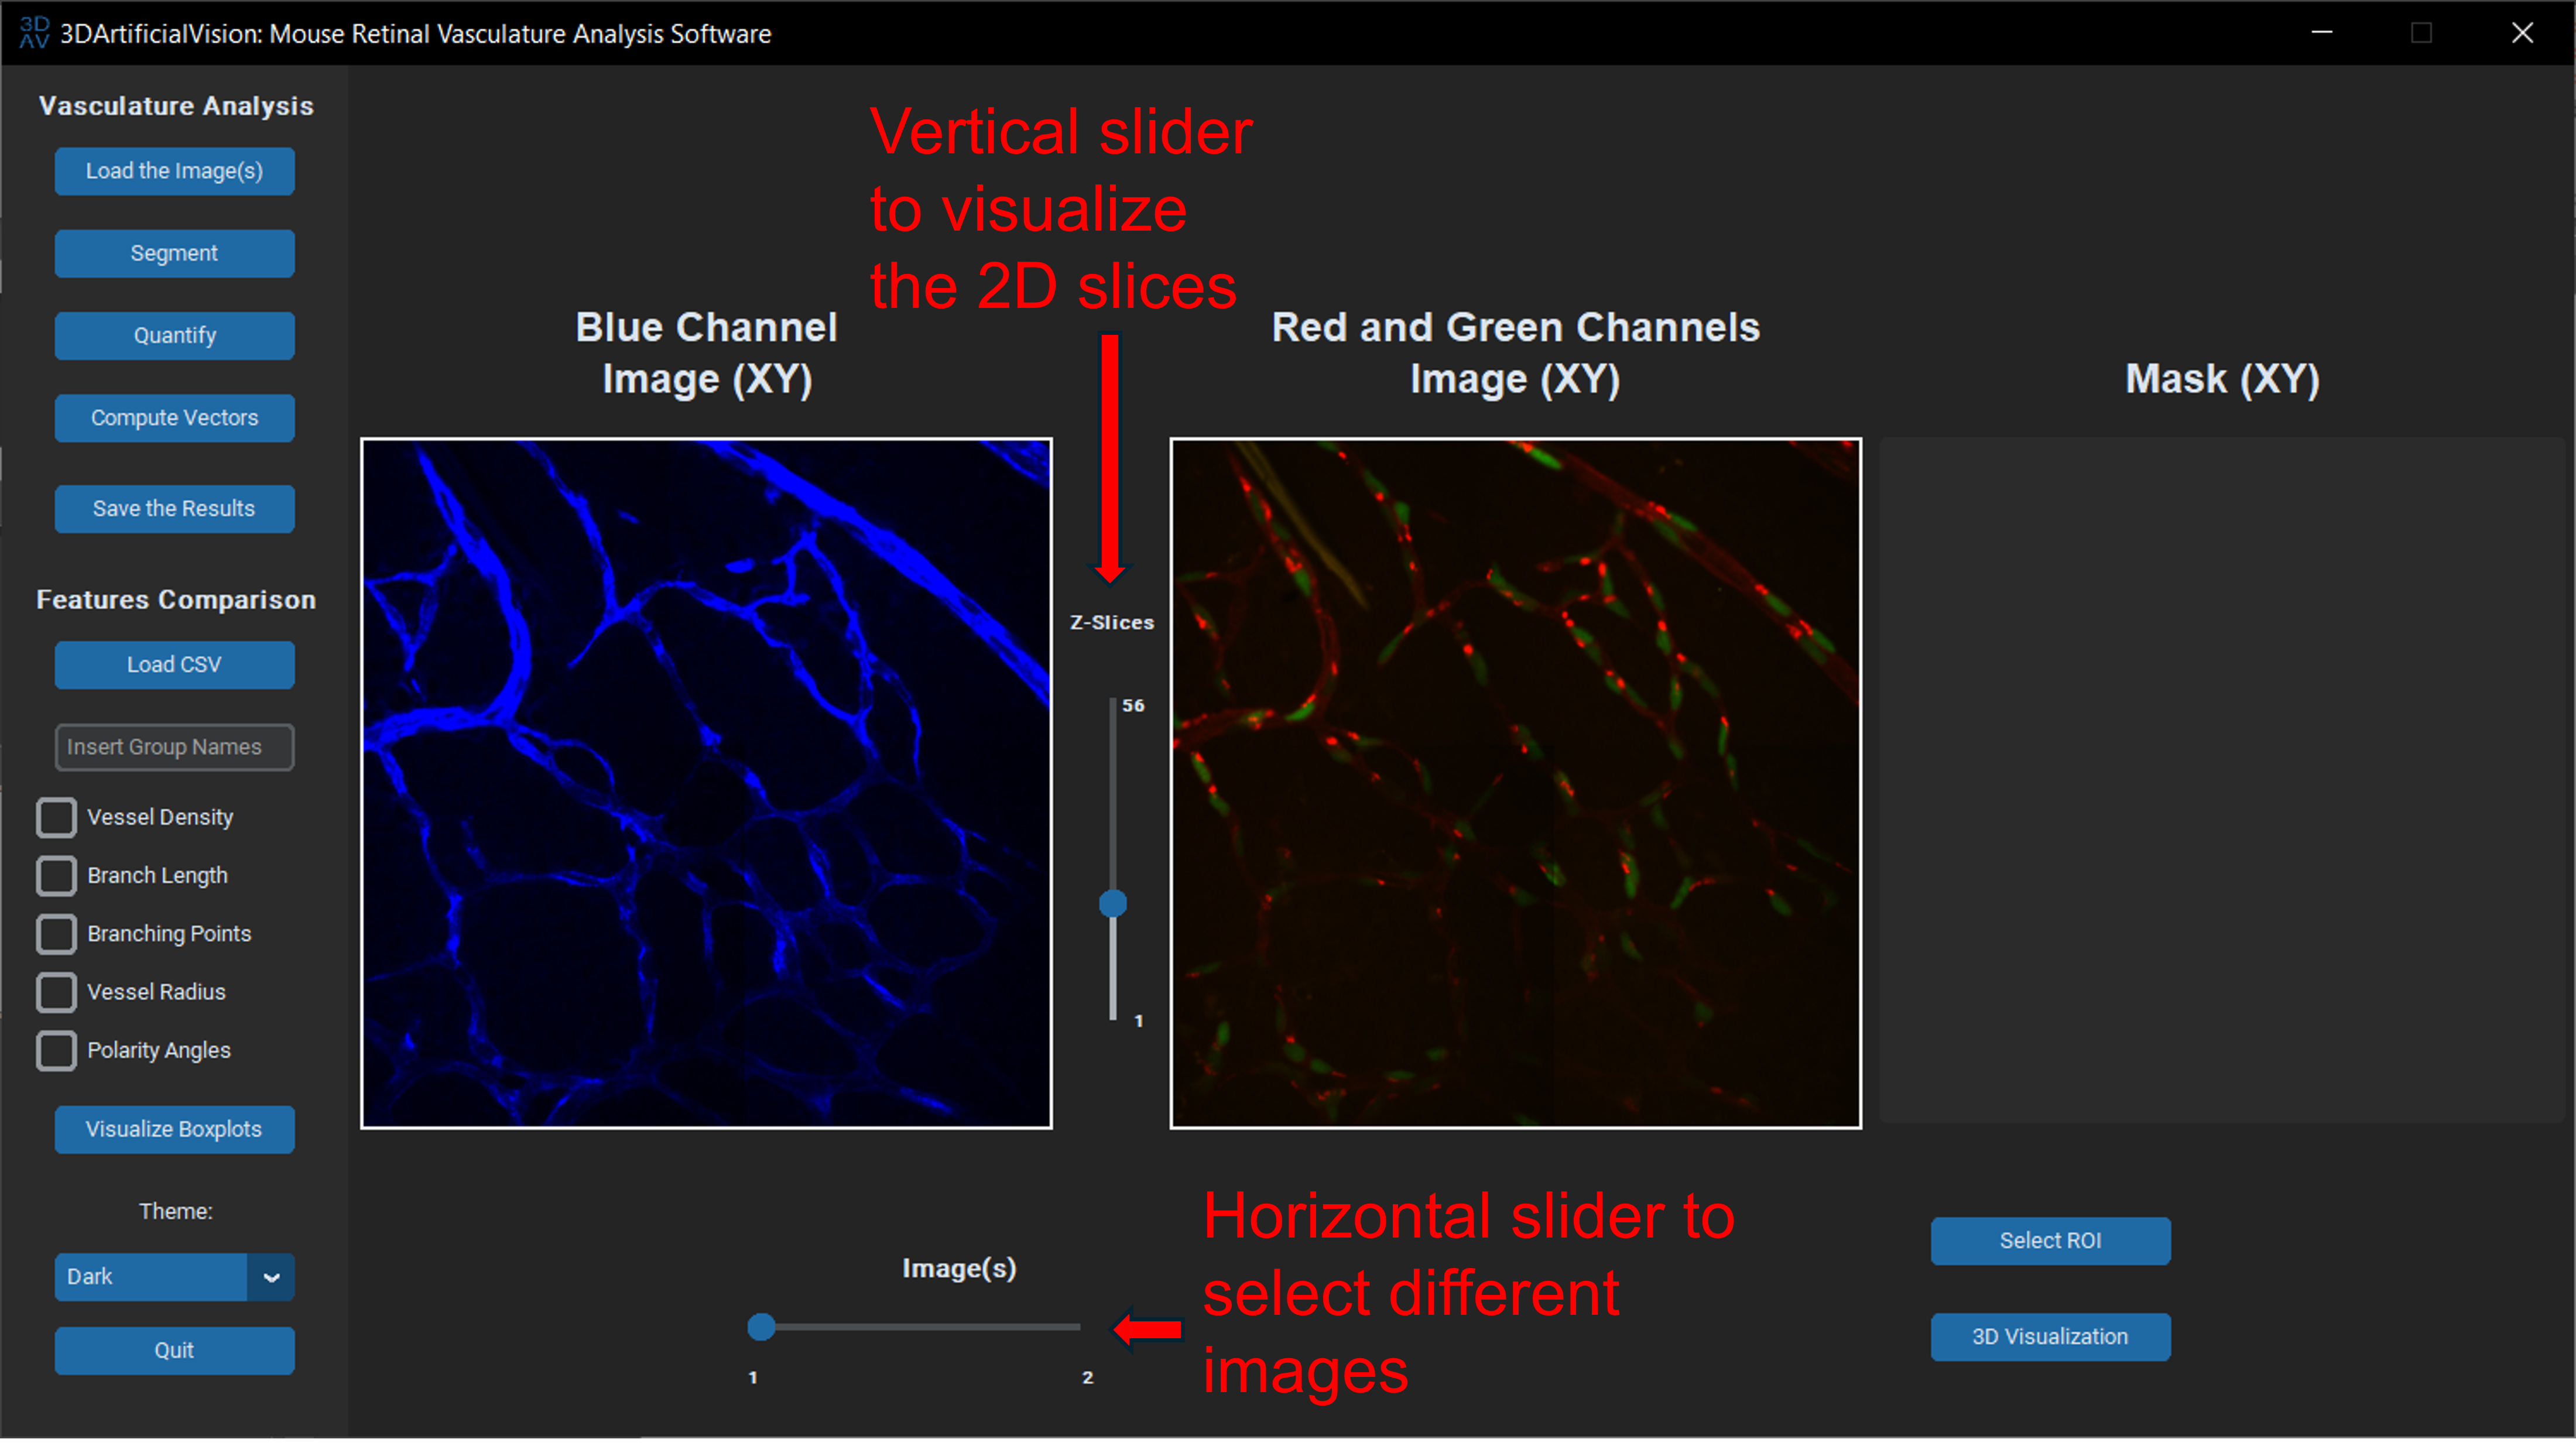 3D
AV
3DArtificialVision: Mouse Retinal Vasculature Analysis Software
Vasculature Analysis
Load the Image(s)
Segment
Quantify
Compute Vectors
Save the Results
Features Comparison
Load CSV
Insert Group Names
Vessel Density
Branch Length
Branching Points
Vessel Radius
Polarity Angles
Visualize Boxplots
Theme:
Dark
Quit
Vertical slider
to visualize
the 2D slices
Blue Channel
Image (XY)
Z-Slices
56
1
Red and Green Channels
Image (XY)
Mask (XY)
Image(s)
1
2
Horizontal slider to
select different
images
Select ROI
3D Visualization